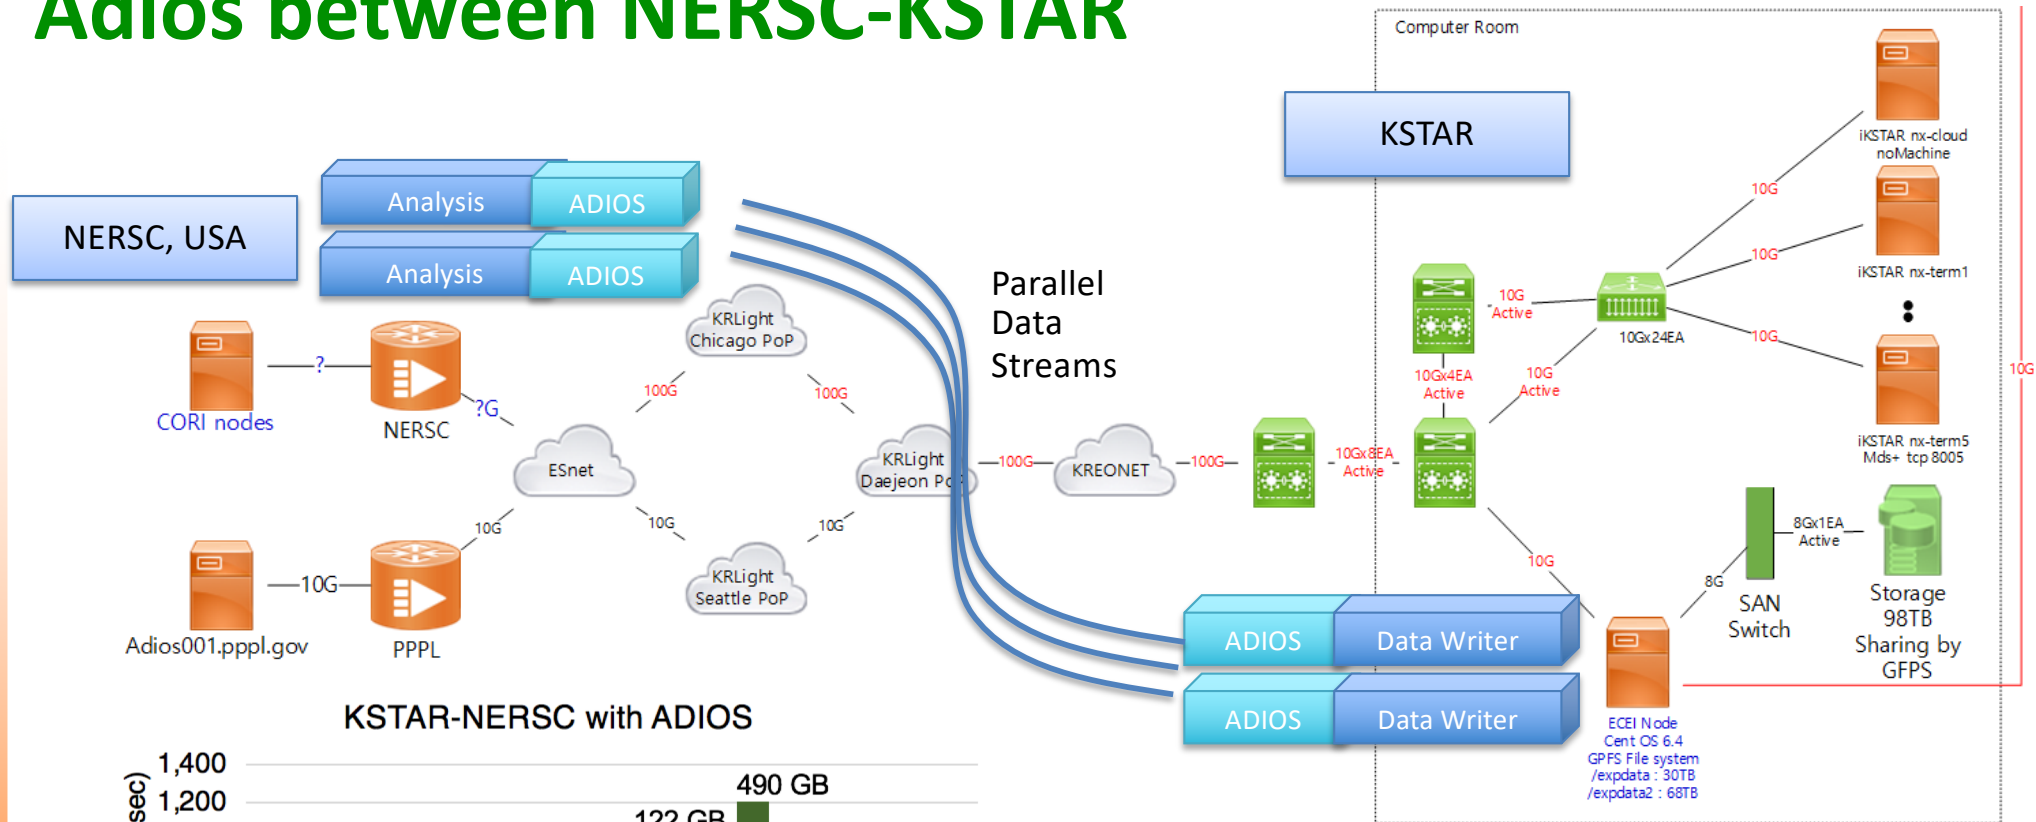 Adios between NERSC-KSTAR
Computer Room
KSTAR
iKSTAR nx-cloud
noMachine
10G
iKSTAR nx-term1
10G
10G
Active
10Gx24EA
10G
iKSTAR nx-term5
Mds+ tcp 8005
10G
10Gx4EA
Active
10G
Active
NERSC, USA
Analysis
ADIOS
Analysis
ADIOS
Parallel
Data
Streams
KRLight
Chicago PoP
?
CORI nodes
NERSC
?G
100G
100G
ESnet
KRLight
Daejeon PoP
100G
KREONET
100G
10Gx8EA
Active
10G
10G
10G
10G
Adios001.pppl.gov
PPPL
KRLight
Seattle PoP
10G
8G
SAN
Switch
8Gx1EA
Active
Storage
98TB
Sharing by
GFPS
ADIOS
Data Writer
ADIOS
Data Writer
ECEI Node
Cent OS 6.4
GPFS File system
/expdata : 30TB
/expdata2 : 68TB
KSTAR-NERSC with ADIOS
1,400
1,200
490 GB
122 GB
sec)